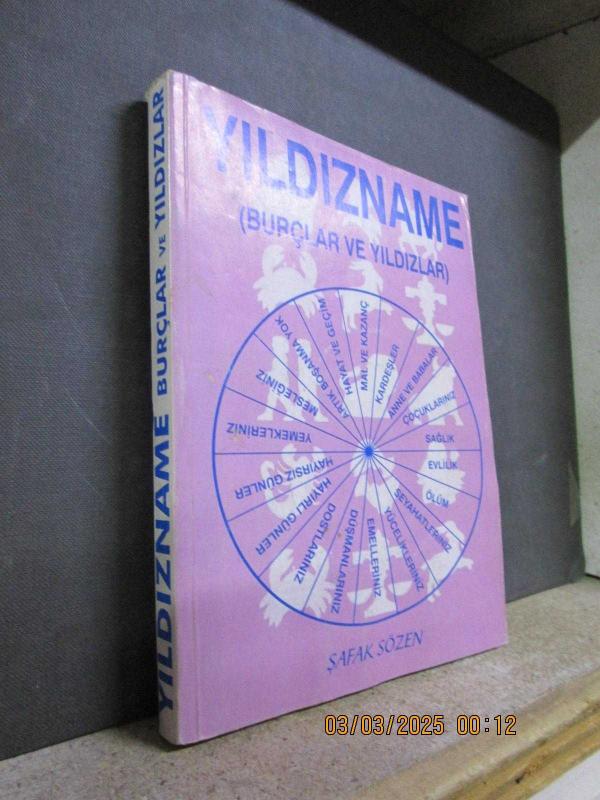 YILDIZNAME BURÇLAR VE YILDIZLAR
YILDIZNAME
(BURÇLAR VE YILDIZLAR)
HAYAT VE GEÇİM
MAL VE KAZANÇ
KARDEŞLER
ANNE VE BABALAR
ÇOÇUKLARINIZ
SAĞLIK
EVLİLİK
ÖLÜM
SEYAHATLERİNİZ
YÜCELİKLERİNİZ
EMELLERİNİZ
DÜŞMANLARINIZ
DOSTLARINIZ
HAYIRLI GÜNLER
HAYIRSIZ GÜNLER
YEMEKLERİNİZ
MESLEĞİNİZ
ARTIK BOŞANMA YOK
ŞAFAK SÖZEN
03/03/2025 00:12